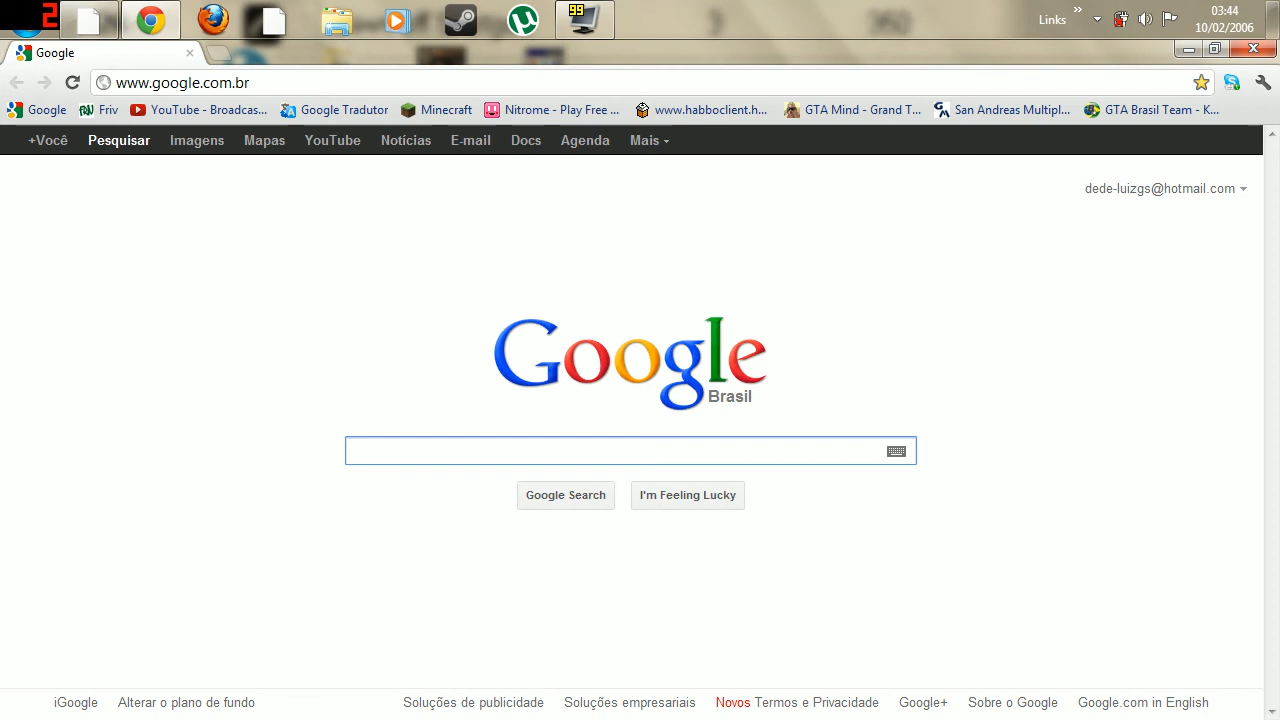 2
99
Links » 03:44
10/02/2006
Google
www.google.com.br
Google Friv YouTube - Broadcas... Google Tradutor Minecraft Nitrome - Play Free ... www.habboclient.h... GTA Mind - Grand T... San Andreas Multipl... GTA Brasil Team - K...
+Você Pesquisar Imagens Mapas YouTube Notícias E-mail Docs Agenda Mais
dede-luizgs@hotmail.com
Google
Brasil
Google Search I'm Feeling Lucky
iGoogle Alterar o plano de fundo Soluções de publicidade Soluções empresariais Novos Termos e Privacidade Google+ Sobre o Google Google.com in English